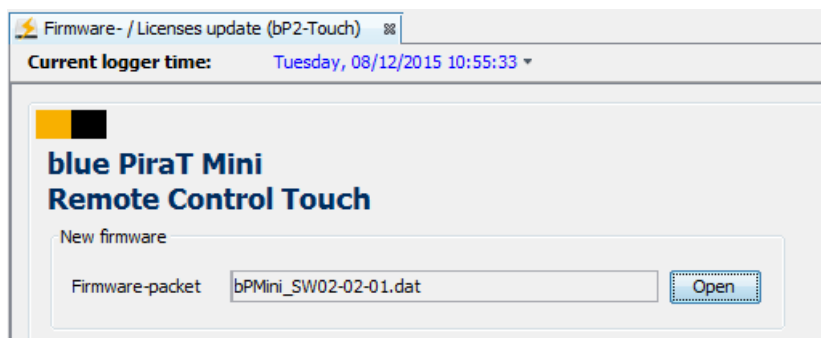 Firmware- / Licenses update (bP2-Touch)
Current logger time: Tuesday, 08/12/2015 10:55:33
blue PiraT Mini
Remote Control Touch
New firmware
Firmware-packet bPMini_SW02-02-01.dat Open